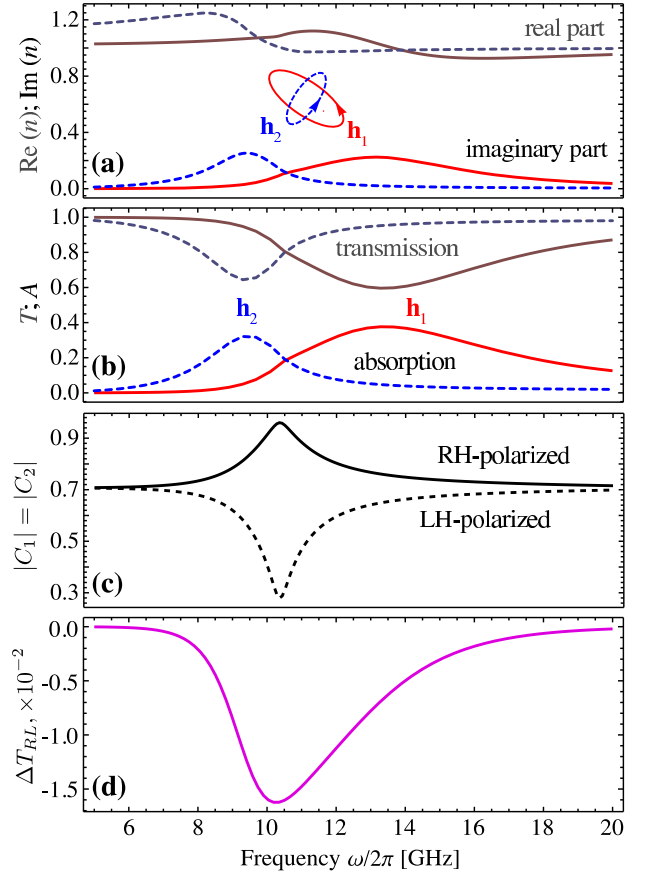 Re (n); Im (n)
1.2
0.8
0.4
0.0
real part
h₂
h₁
imaginary part
(a)
T; A
1.0
0.8
0.6
0.4
0.2
0.0
transmission
h₂
h₁
absorption
(b)
|C₁| = |C₂|
0.9
0.7
0.5
0.3
RH-polarized
LH-polarized
(c)
ΔT_RL, ×10⁻²
0.0
-0.5
-1.0
-1.5
(d)
6 8 10 12 14 16 18 20
Frequency ω/2π [GHz]